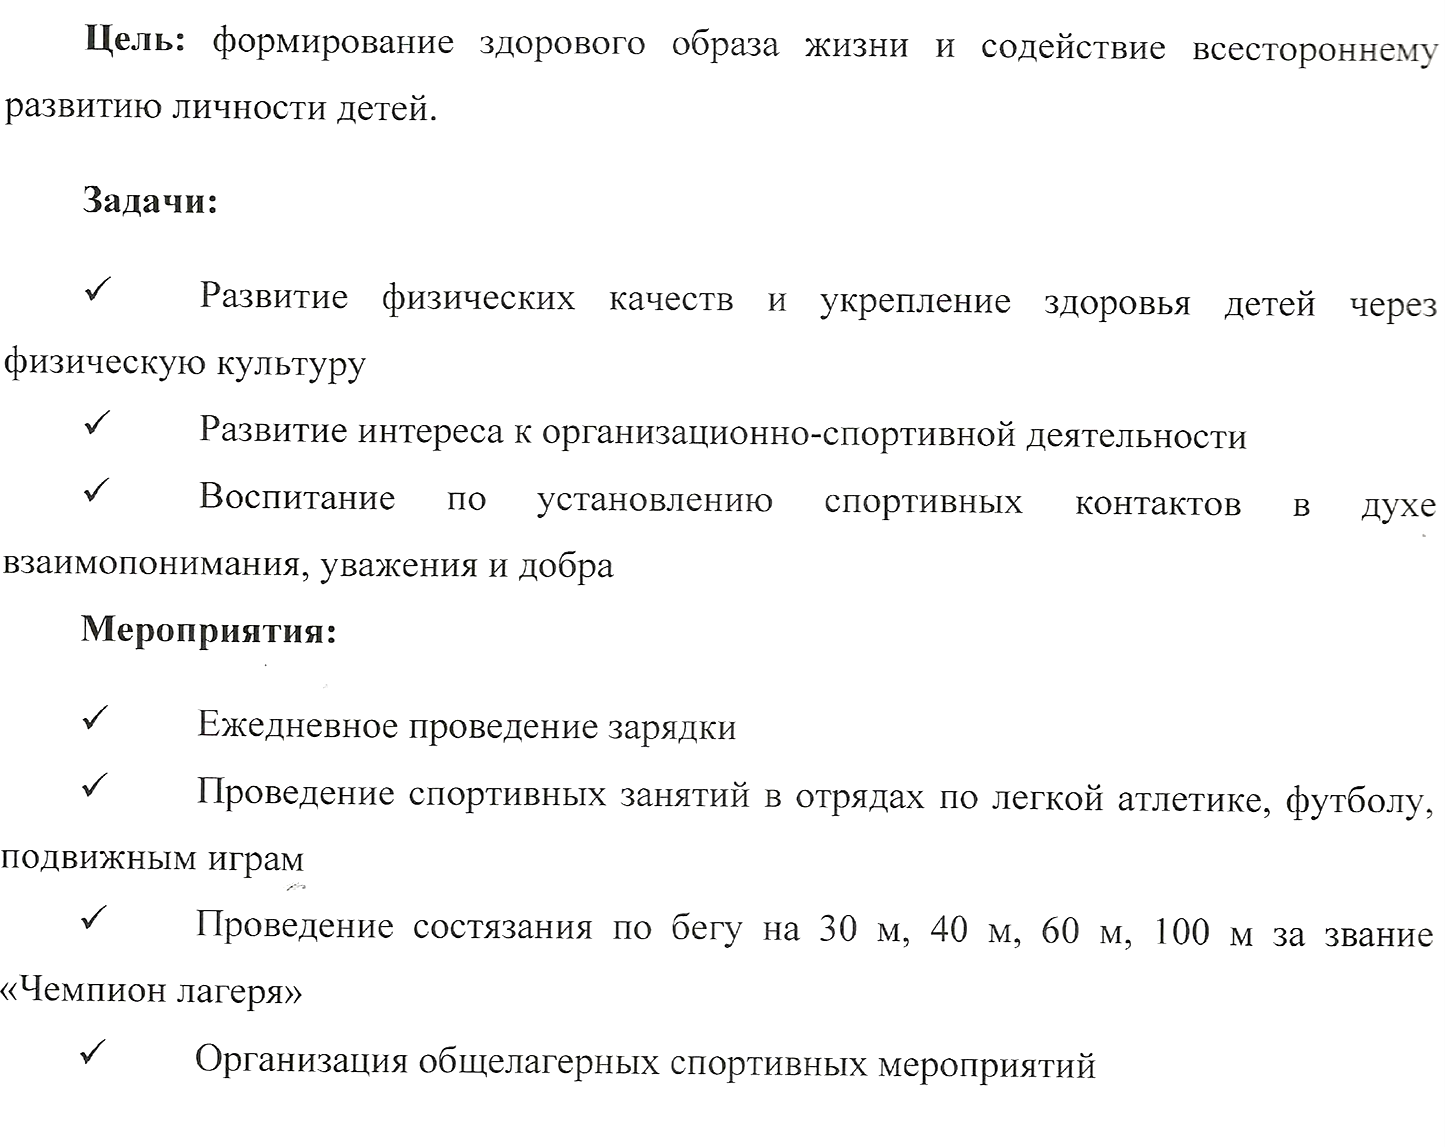 Цель: формирование здорового образа жизни и содействие всестороннему
развитию личности детей.
Задачи:
✓ Развитие физических качеств и укрепление здоровья детей через
физическую культуру
✓ Развитие интереса к организационно-спортивной деятельности
✓ Воспитание по установлению спортивных контактов в духе
взаимопонимания, уважения и добра
Мероприятия:
✓ Ежедневное проведение зарядки
✓ Проведение спортивных занятий в отрядах по легкой атлетике, футболу,
подвижным играм
✓ Проведение состязания по бегу на 30 м, 40 м, 60 м, 100 м за звание
«Чемпион лагеря»
✓ Организация общелагерных спортивных мероприятий